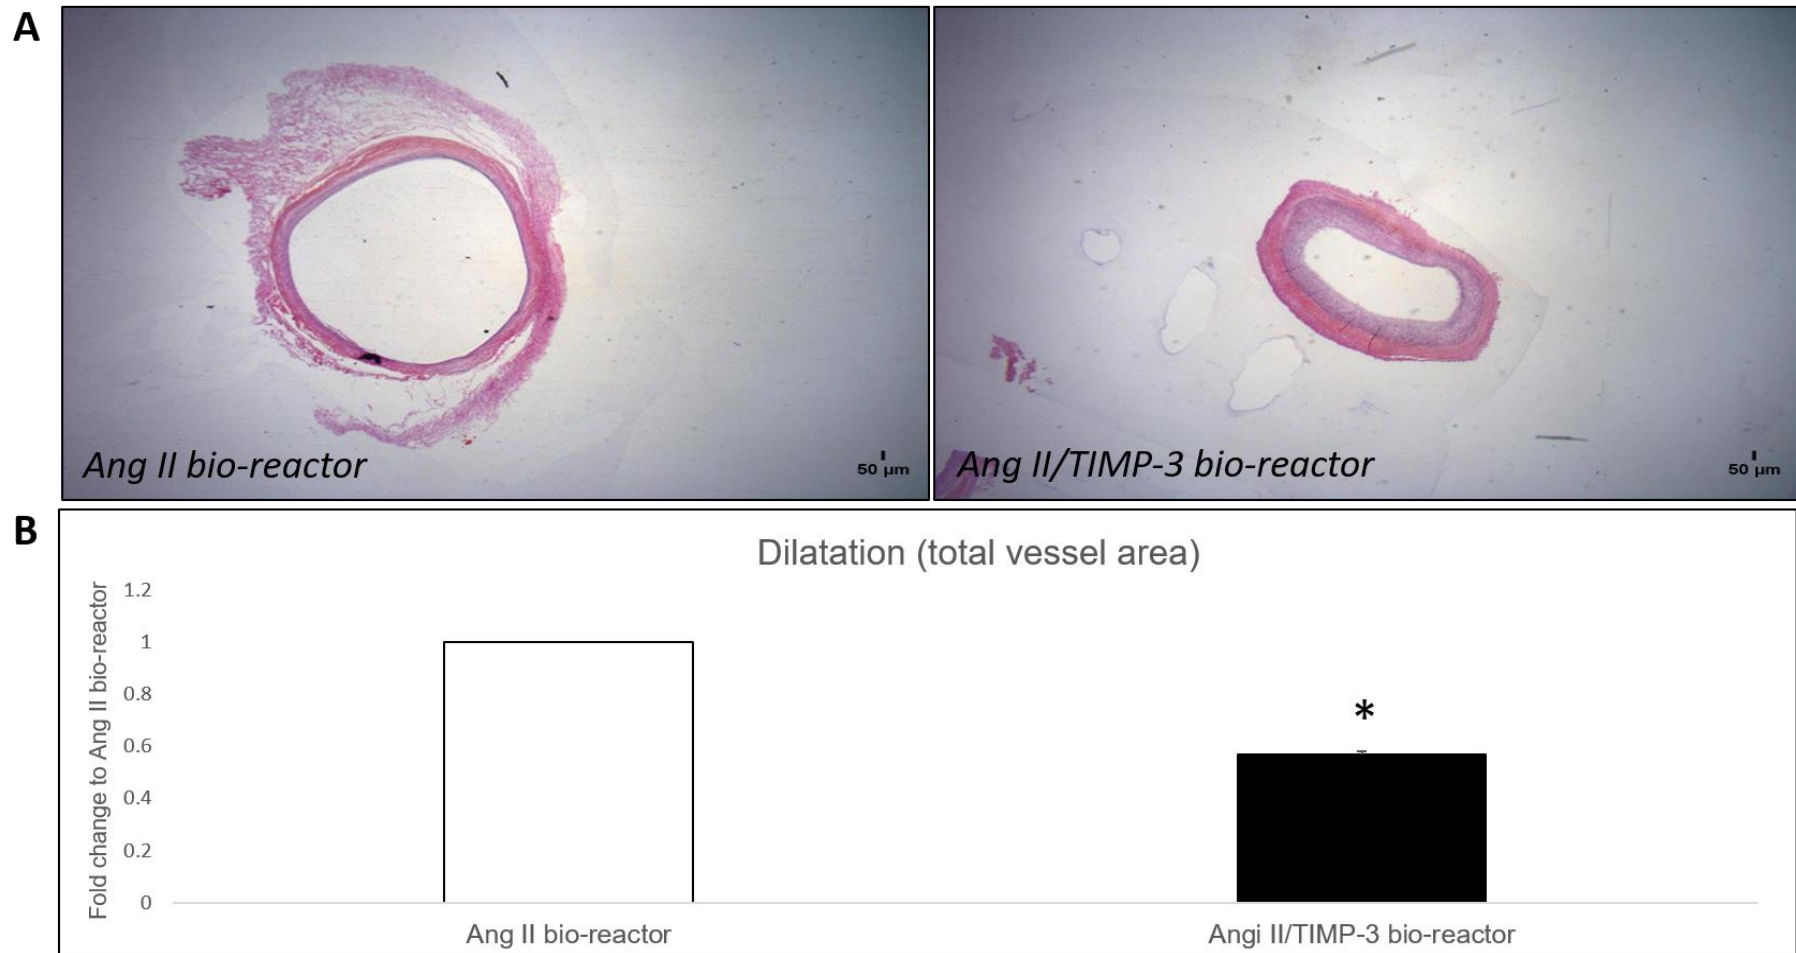 A
Ang II bio-reactor
50 µm
Ang II/TIMP-3 bio-reactor
50 µm
B
Dilatation (total vessel area)
Fold change to Ang II bio-reactor
1.2
1
0.8
0.6
0.4
0.2
0
*
Ang II bio-reactor
Angi II/TIMP-3 bio-reactor